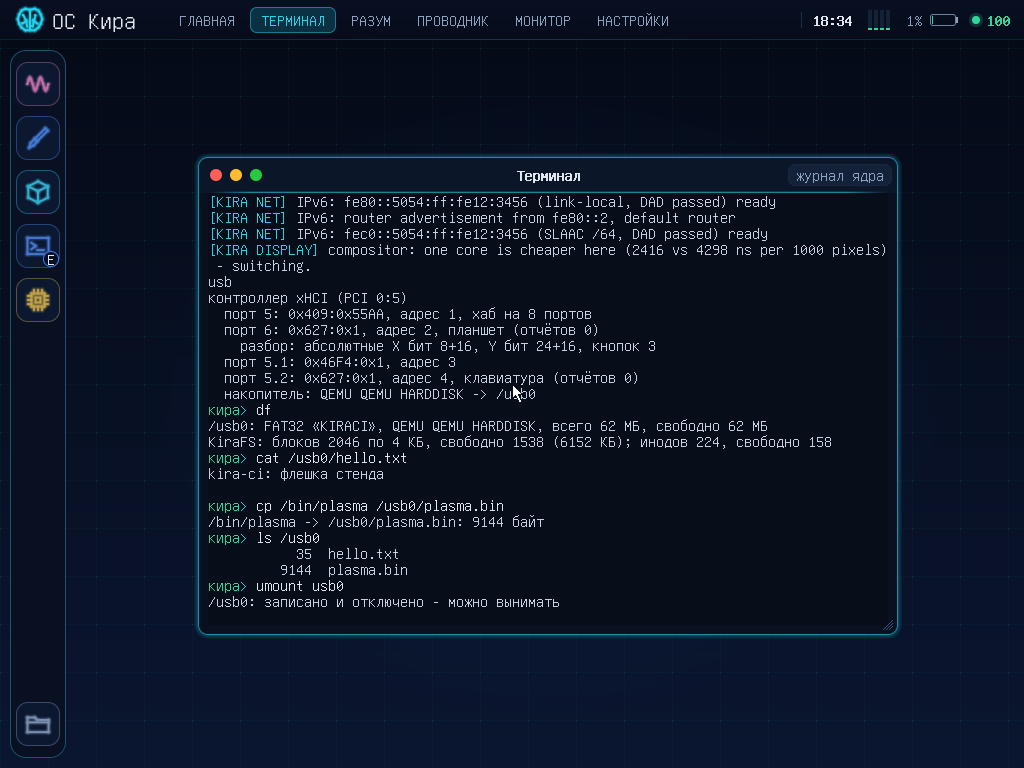 ОС Кира
ГЛАВНАЯ ТЕРМИНАЛ РАЗУМ ПРОВОДНИК МОНИТОР НАСТРОЙКИ
18:34 1% 100
E
Терминал
журнал ядра
[KIRA NET] IPv6: fe80::5054:ff:fe12:3456 (link-local, DAD passed) ready
[KIRA NET] IPv6: router advertisement from fe80::2, default router
[KIRA NET] IPv6: fec0::5054:ff:fe12:3456 (SLAAC /64, DAD passed) ready
[KIRA DISPLAY] compositor: one core is cheaper here (2416 vs 4298 ns per 1000 pixels)
- switching.
usb
контроллер xHCI (PCI 0:5)
порт 5: 0x409:0x55AA, адрес 1, хаб на 8 портов
порт 6: 0x627:0x1, адрес 2, планшет (отчётов 0)
разбор: абсолютные X бит 8+16, Y бит 24+16, кнопок 3
порт 5.1: 0x46F4:0x1, адрес 3
порт 5.2: 0x627:0x1, адрес 4, клавиатура (отчётов 0)
накопитель: QEMU QEMU HARDDISK -> /usb0
кира> df
/usb0: FAT32 «KIRACI», QEMU QEMU HARDDISK, всего 62 МБ, свободно 62 МБ
KiraFS: блоков 2046 по 4 КБ, свободно 1538 (6152 КБ); инодов 224, свободно 158
кира> cat /usb0/hello.txt
kira-ci: флешка стенда
кира> cp /bin/plasma /usb0/plasma.bin
/bin/plasma -> /usb0/plasma.bin: 9144 байт
кира> ls /usb0
35 hello.txt
9144 plasma.bin
кира> umount usb0
/usb0: записано и отключено - можно вынимать